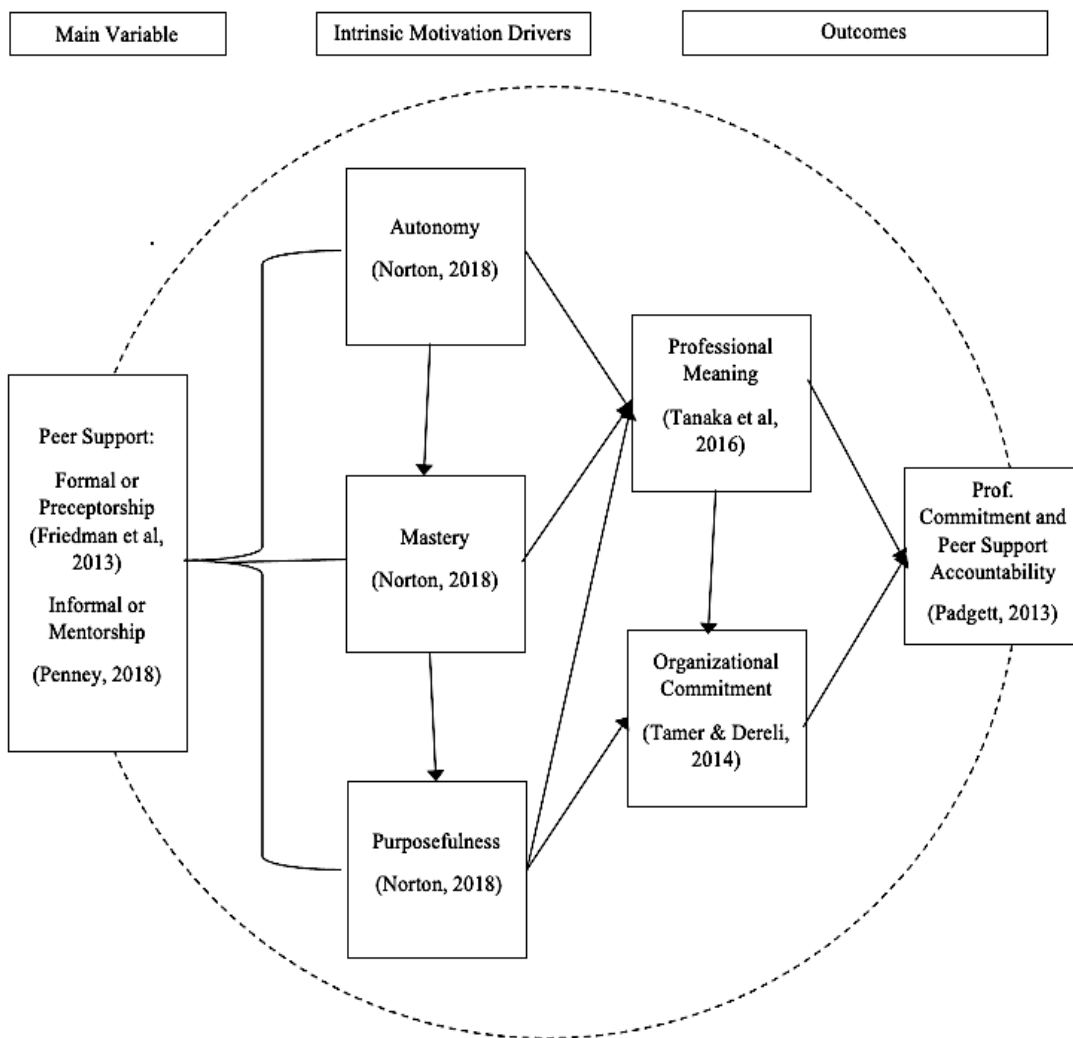 Main Variable
Intrinsic Motivation Drivers
Outcomes
Peer Support:
Formal or
Preceptorship
(Friedman et al,
2013)
Informal or
Mentorship
(Penney, 2018)
Autonomy
(Norton, 2018)
Mastery
(Norton, 2018)
Purposefulness
(Norton, 2018)
Professional
Meaning
(Tanaka et al,
2016)
Organizational
Commitment
(Tamer & Dereli,
2014)
Prof.
Commitment and
Peer Support
Accountability
(Padgett, 2013)